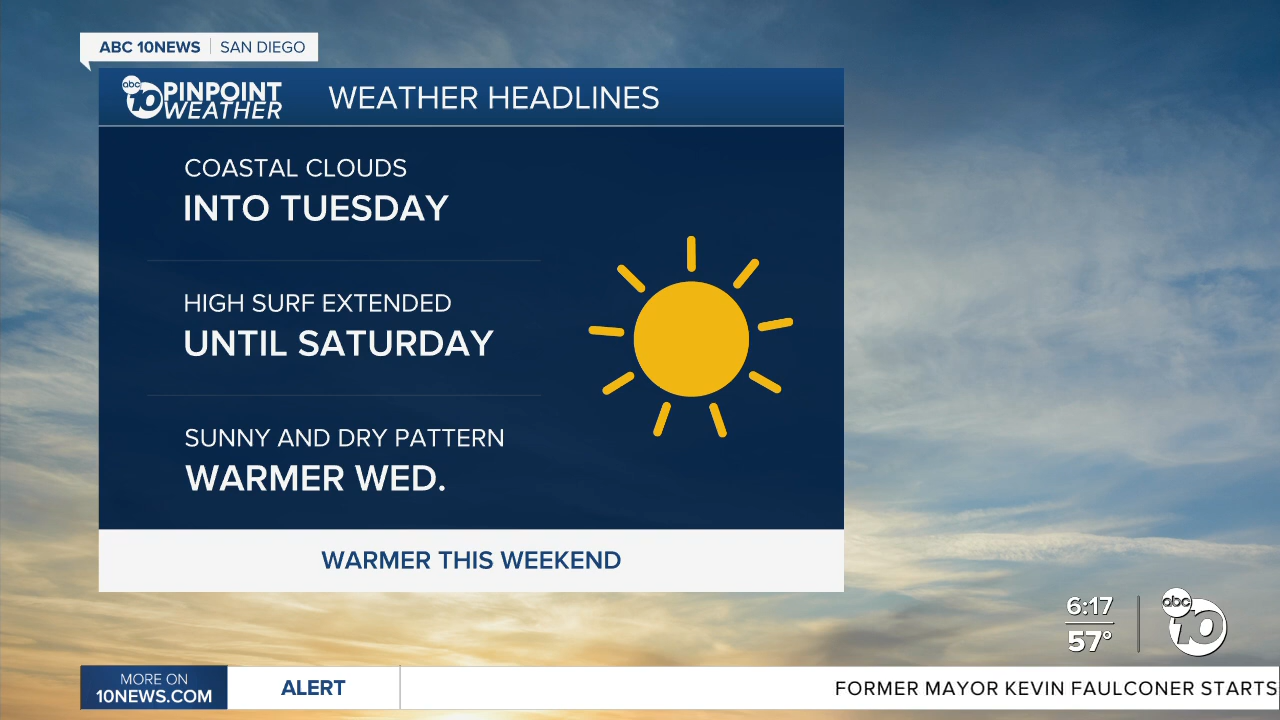 ABC 10NEWS | SAN DIEGO
abc 10 PINPOINT WEATHER
WEATHER HEADLINES
COASTAL CLOUDS
INTO TUESDAY
HIGH SURF EXTENDED
UNTIL SATURDAY
SUNNY AND DRY PATTERN
WARMER WED.
WARMER THIS WEEKEND
6:17
57°
abc 10
MORE ON
10NEWS.COM
ALERT
FORMER MAYOR KEVIN FAULCONER STARTS